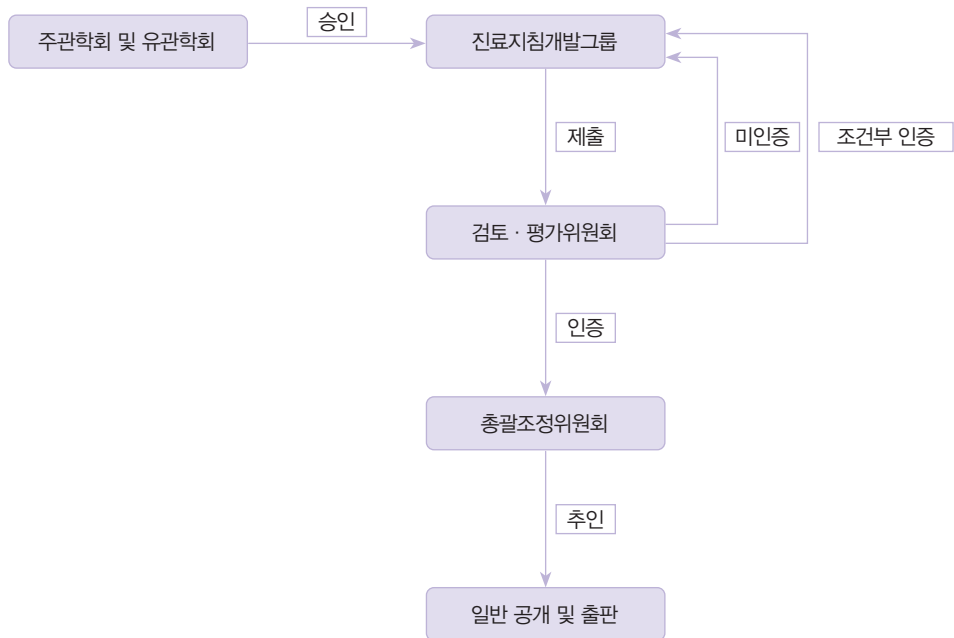 주관학회 및 유관학회
승인
진료지침개발그룹
제출
미인증
조건부 인증
검토 · 평가위원회
인증
총괄조정위원회
추인
일반 공개 및 출판